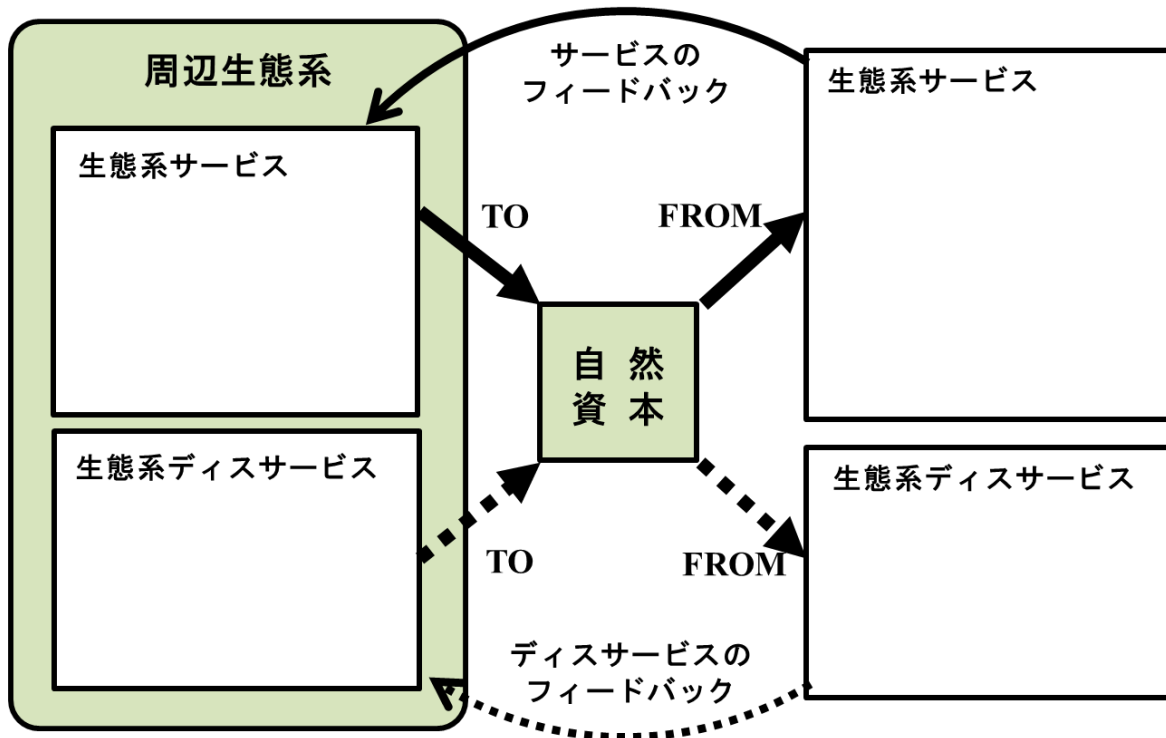 周辺生態系
サービスの
フィードバック
生態系サービス
生態系サービス
TO
FROM
自 然
資 本
生態系ディスサービス
生態系ディスサービス
TO
FROM
ディスサービスの
フィードバック